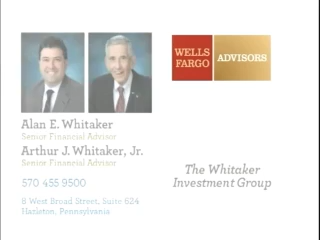 WELLS
FARGO
ADVISORS
Alan E. Whitaker
Senior Financial Advisor
Arthur J. Whitaker, Jr.
Senior Financial Advisor
570 455 9500
8 West Broad Street, Suite 624
Hazleton, Pennsylvania
The Whitaker
Investment Group